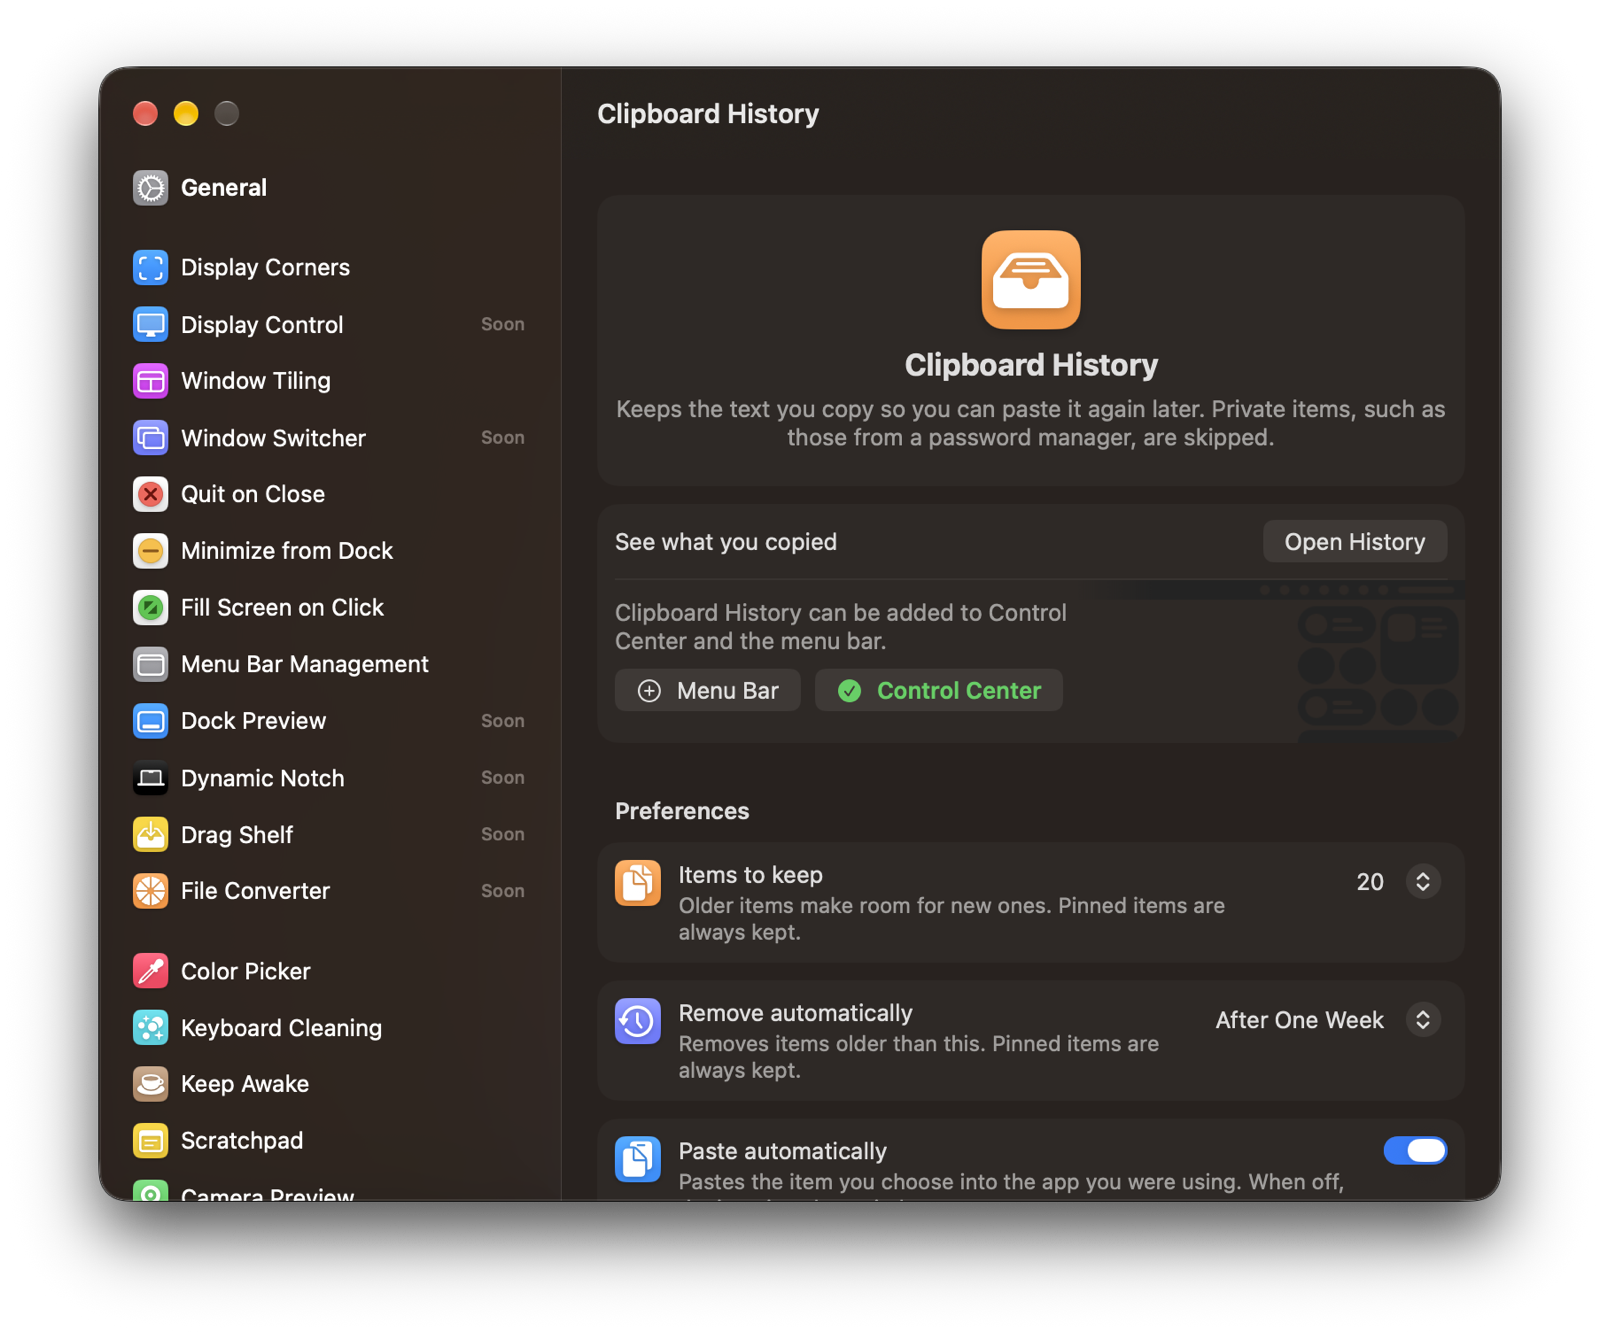 Clipboard History
General
Display Corners
Display Control Soon
Window Tiling
Window Switcher Soon
Quit on Close
Minimize from Dock
Fill Screen on Click
Menu Bar Management
Dock Preview Soon
Dynamic Notch Soon
Drag Shelf Soon
File Converter Soon
Color Picker
Keyboard Cleaning
Keep Awake
Scratchpad
Camera Preview
Clipboard History
Keeps the text you copy so you can paste it again later. Private items, such as
those from a password manager, are skipped.
See what you copied
Open History
Clipboard History can be added to Control
Center and the menu bar.
Menu Bar
Control Center
Preferences
Items to keep
20
Older items make room for new ones. Pinned items are
always kept.
Remove automatically
After One Week
Removes items older than this. Pinned items are
always kept.
Paste automatically
Pastes the item you choose into the app you were using. When off,